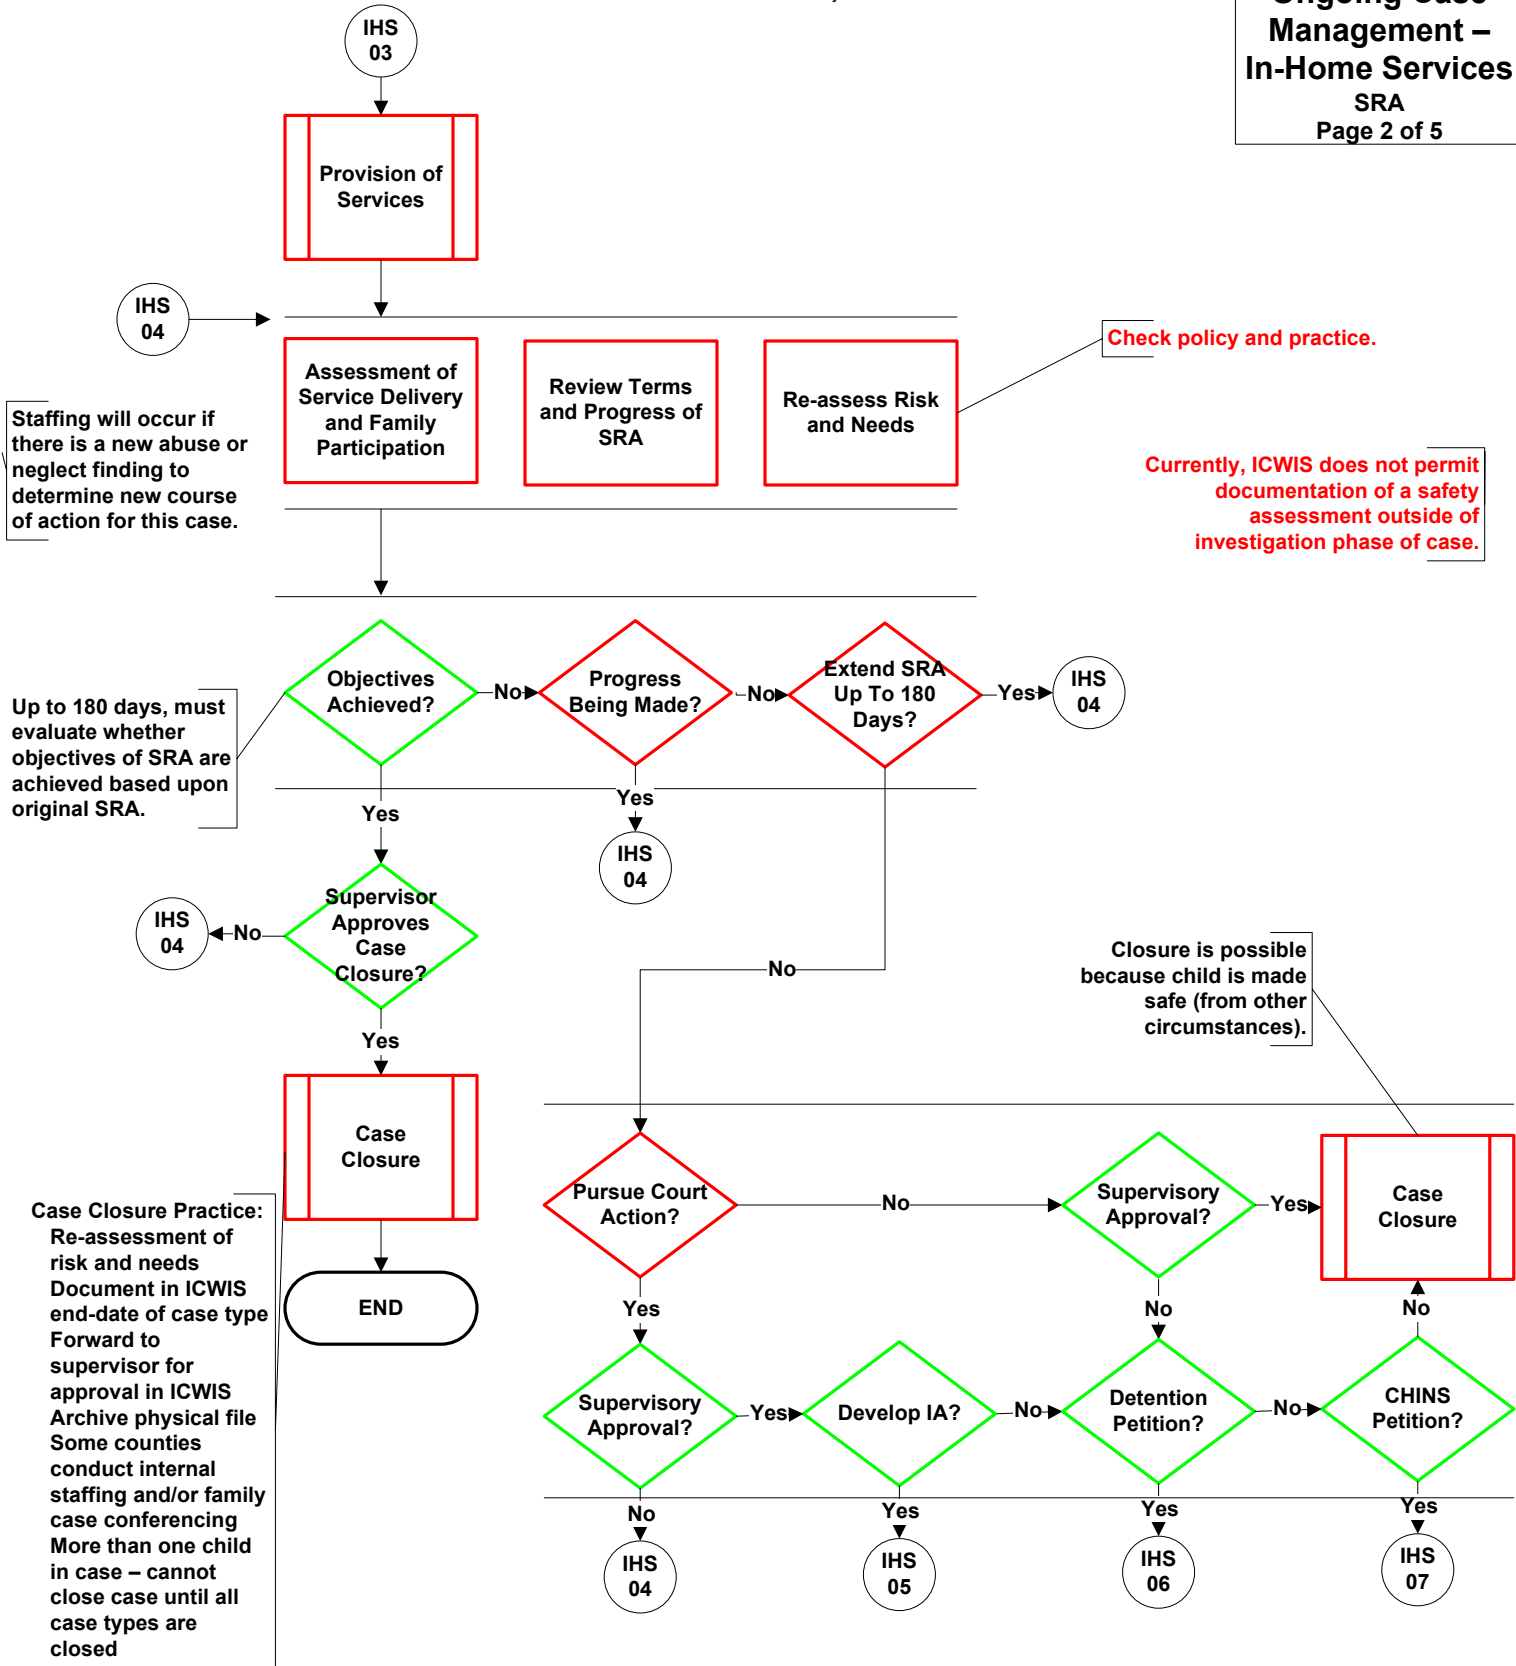 Ongoing Case
Management –
In-Home Services
SRA
Page 2 of 5
IHS
03
Provision of
Services
IHS
04
Assessment of
Service Delivery
and Family
Participation
Review Terms
and Progress of
SRA
Re-assess Risk
and Needs
Check policy and practice.
Staffing will occur if
there is a new abuse or
neglect finding to
determine new course
of action for this case.
Currently, ICWIS does not permit
documentation of a safety
assessment outside of
investigation phase of case.
Objectives
Achieved?
No
Progress
Being Made?
No
Extend SRA
Up To 180
Days?
Yes
IHS
04
Up to 180 days, must
evaluate whether
objectives of SRA are
achieved based upon
original SRA.
Yes
Yes
IHS
04
Supervisor
Approves
Case
Closure?
No
IHS
04
No
Closure is possible
because child is made
safe (from other
circumstances).
Yes
Case
Closure
Pursue Court
Action?
No
Supervisory
Approval?
Yes
Case
Closure
Case Closure Practice:
Re-assessment of
risk and needs
Document in ICWIS
end-date of case type
Forward to
supervisor for
approval in ICWIS
Archive physical file
Some counties
conduct internal
staffing and/or family
case conferencing
More than one child
in case – cannot
close case until all
case types are
closed
END
Yes
No
No
Supervisory
Approval?
Yes
Develop IA?
No
Detention
Petition?
No
CHINS
Petition?
No
Yes
Yes
Yes
IHS
04
IHS
05
IHS
06
IHS
07